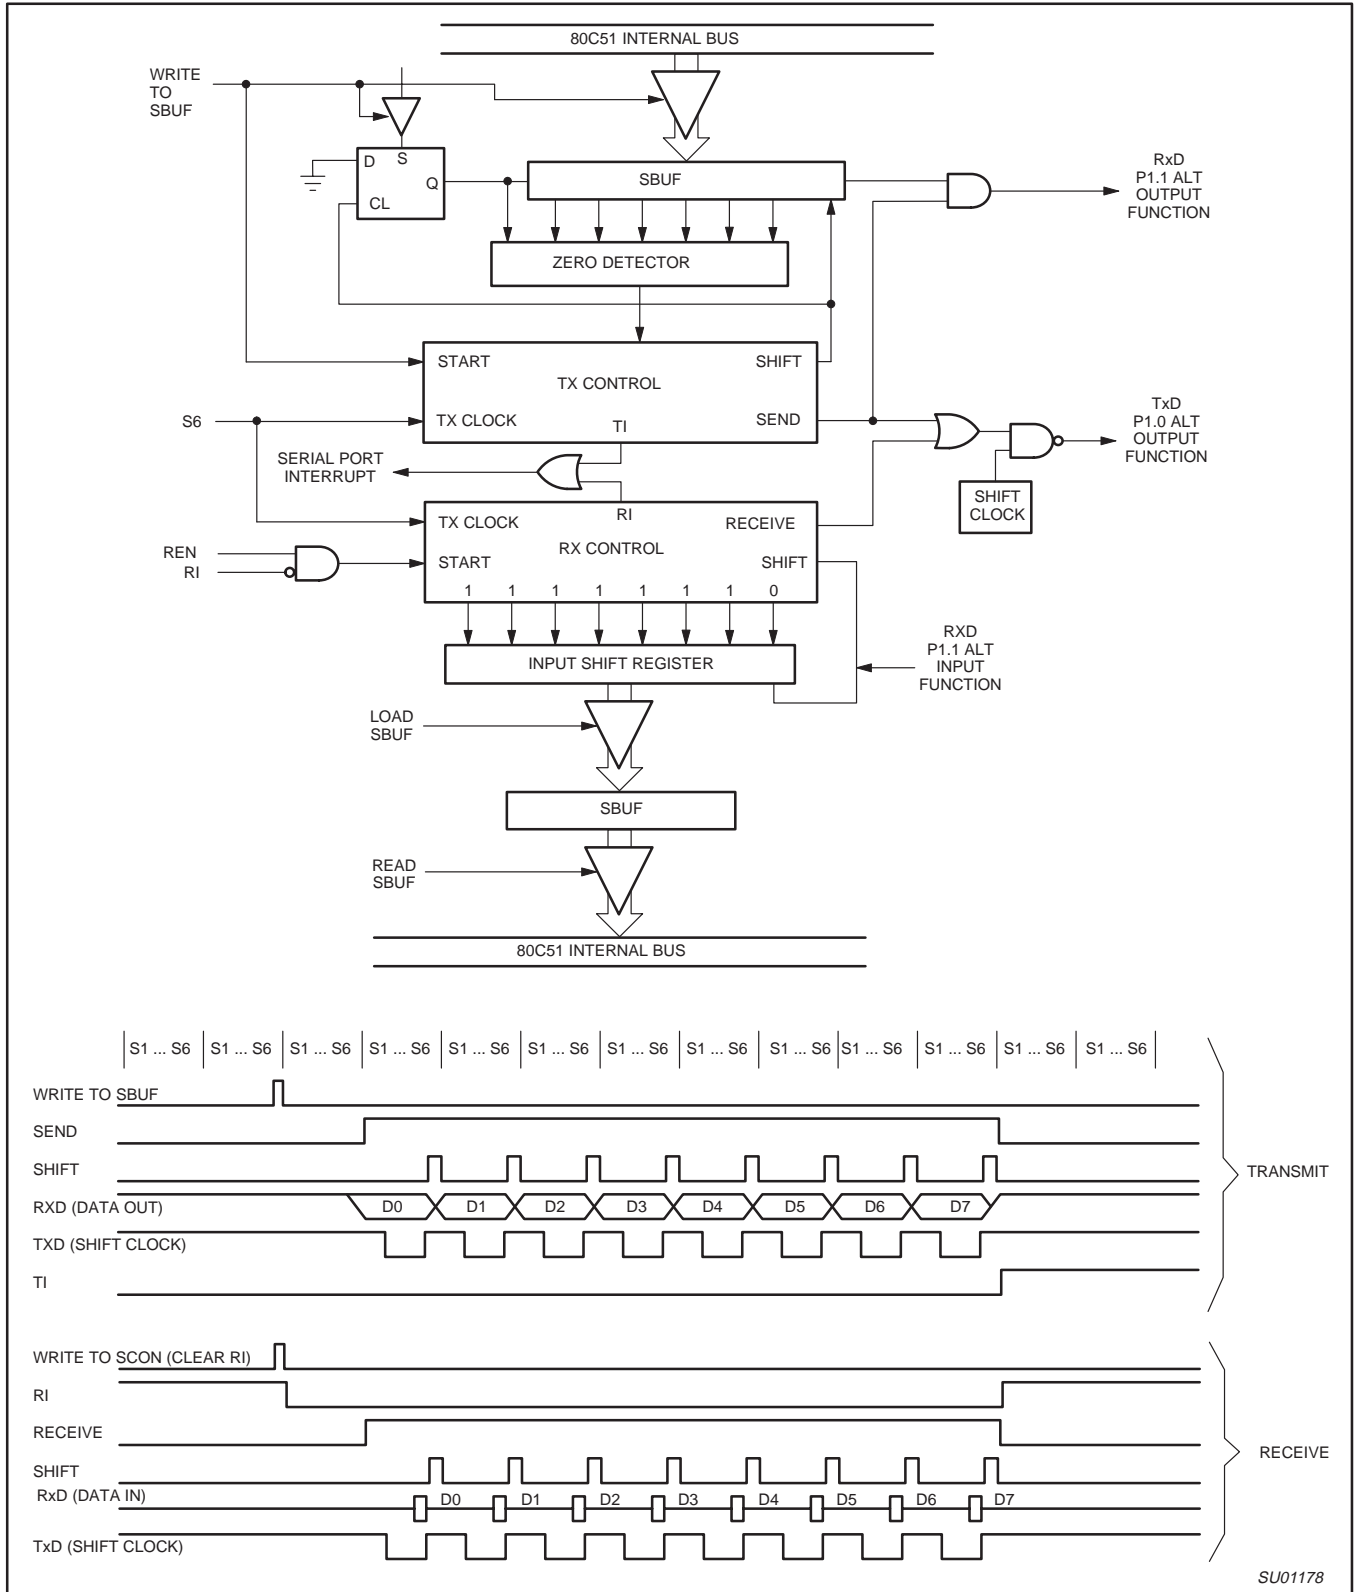 80C51 INTERNAL BUS
WRITE
TO
SBUF
D
S
Q
CL
SBUF
RxD
P1.1 ALT
OUTPUT
FUNCTION
ZERO DETECTOR
START
SHIFT
TX CONTROL
TX CLOCK
TI
SEND
S6
TxD
P1.0 ALT
OUTPUT
FUNCTION
SERIAL PORT
INTERRUPT
SHIFT
CLOCK
TX CLOCK
RI
RECEIVE
RX CONTROL
START
SHIFT
REN
RI
1 1 1 1 1 1 1 0
RXD
P1.1 ALT
INPUT
FUNCTION
INPUT SHIFT REGISTER
LOAD
SBUF
SBUF
READ
SBUF
80C51 INTERNAL BUS
S1 ... S6 S1 ... S6 S1 ... S6 S1 ... S6 S1 ... S6 S1 ... S6 S1 ... S6 S1 ... S6 S1 ... S6 S1 ... S6 S1 ... S6 S1 ... S6 S1 ... S6
WRITE TO SBUF
SEND
SHIFT
TRANSMIT
RXD (DATA OUT) D0 D1 D2 D3 D4 D5 D6 D7
TXD (SHIFT CLOCK)
TI
WRITE TO SCON (CLEAR RI)
RI
RECEIVE
RECEIVE
SHIFT
RxD (DATA IN) D0 D1 D2 D3 D4 D5 D6 D7
TxD (SHIFT CLOCK)
SU01178